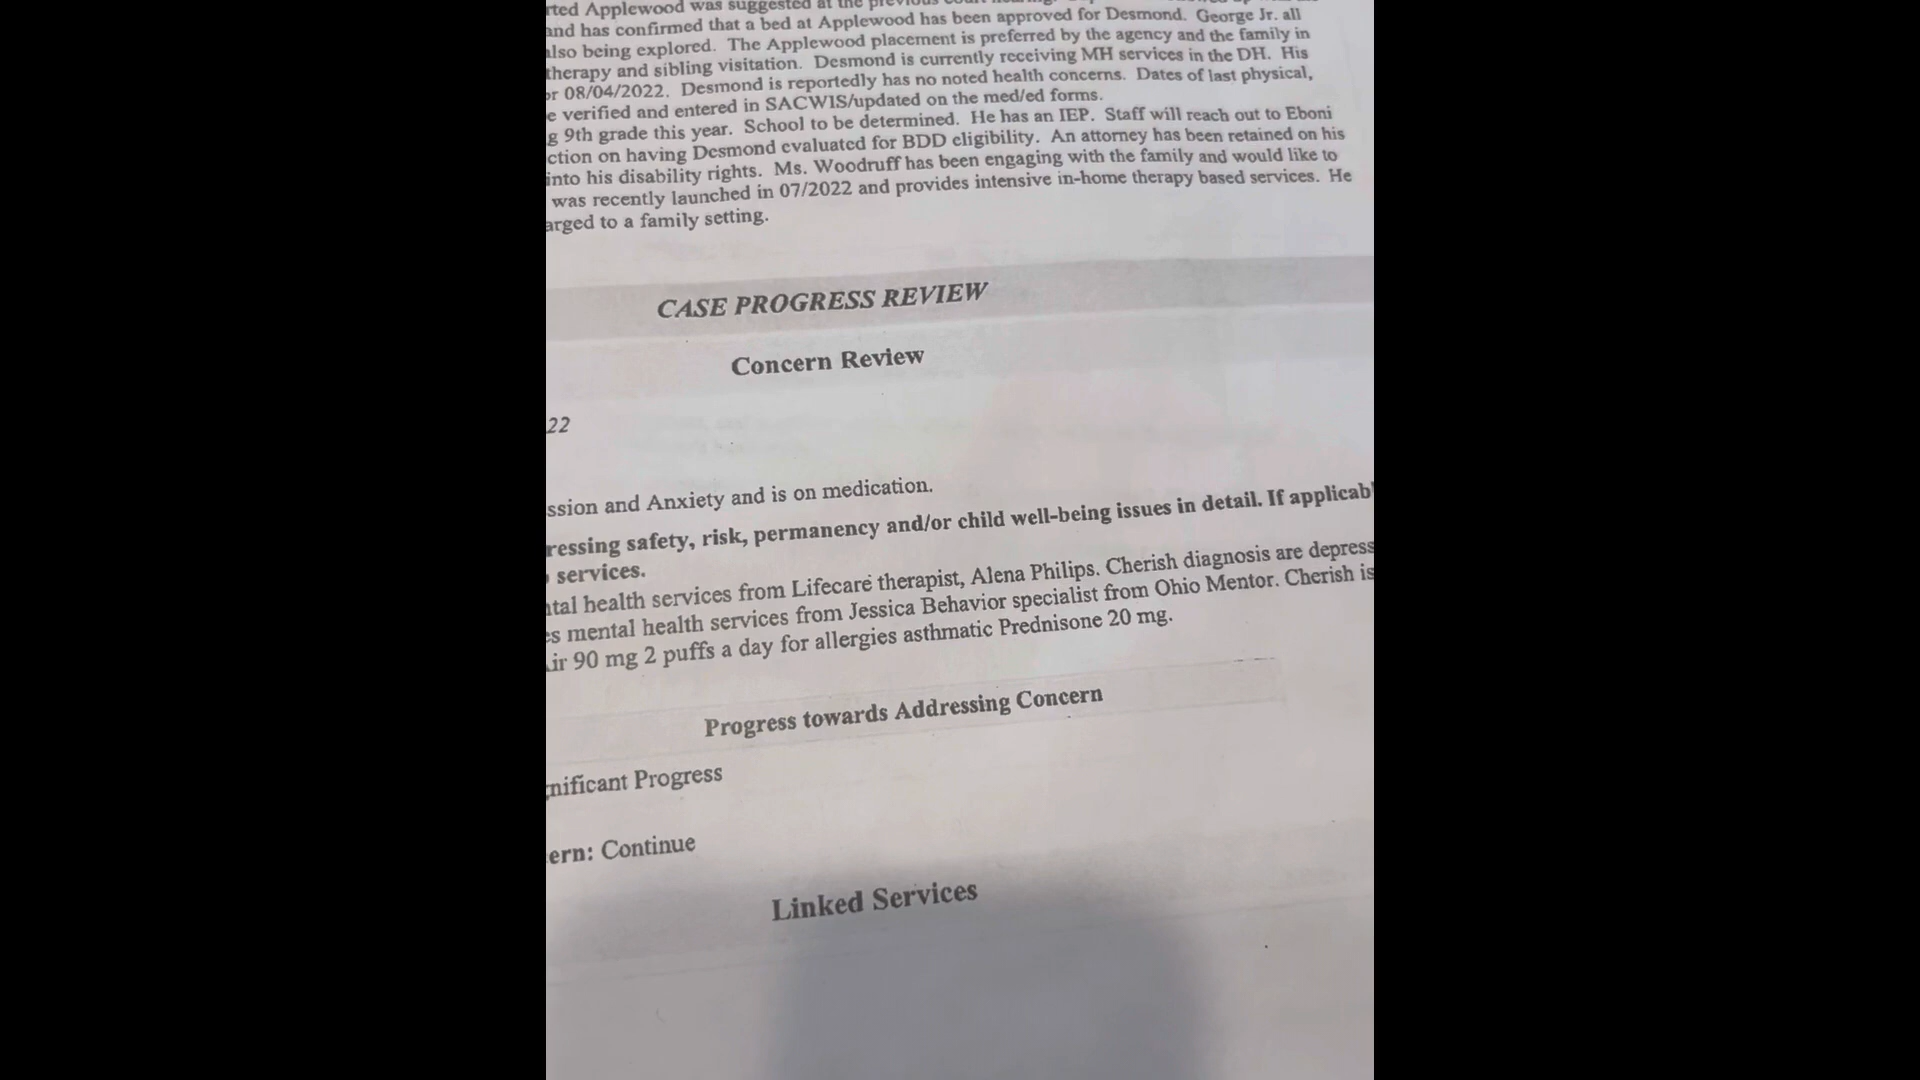 rted Applewood was suggested at the previous court hearing.
and has confirmed that a bed at Applewood has been approved for Desmond. George Jr. all
also being explored. The Applewood placement is preferred by the agency and the family in
therapy and sibling visitation. Desmond is currently receiving MH services in the DH. His
or 08/04/2022. Desmond is reportedly has no noted health concerns. Dates of last physical,
e verified and entered in SACWIS/updated on the med/ed forms.
g 9th grade this year. School to be determined. He has an IEP. Staff will reach out to Eboni
ction on having Desmond evaluated for BDD eligibility. An attorney has been retained on his
into his disability rights. Ms. Woodruff has been engaging with the family and would like to
was recently launched in 07/2022 and provides intensive in-home therapy based services. He
arged to a family setting.
CASE PROGRESS REVIEW
Concern Review
22
ssion and Anxiety and is on medication.
ressing safety, risk, permanency and/or child well-being issues in detail. If applicab
services.
ntal health services from Lifecare therapist, Alena Philips. Cherish diagnosis are depress
es mental health services from Jessica Behavior specialist from Ohio Mentor. Cherish is
ir 90 mg 2 puffs a day for allergies asthmatic Prednisone 20 mg.
Progress towards Addressing Concern
nificant Progress
ern: Continue
Linked Services